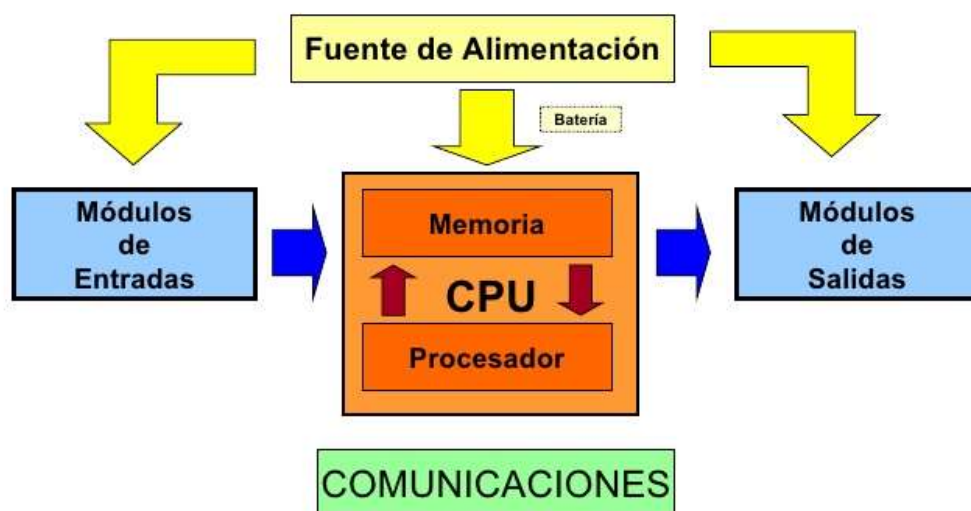 Fuente de Alimentación
Batería
Módulos
de
Entradas
Memoria
CPU
Procesador
Módulos
de
Salidas
COMUNICACIONES